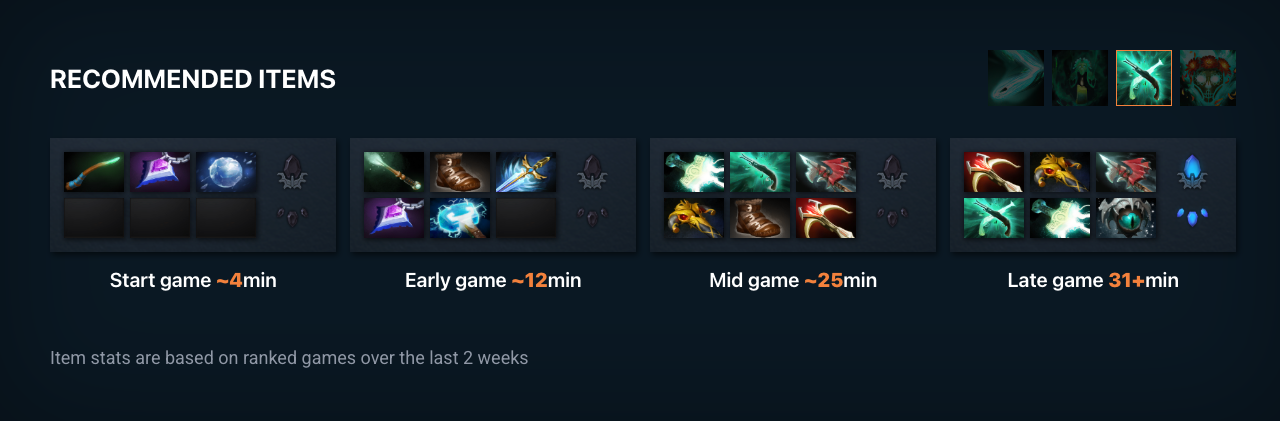 RECOMMENDED ITEMS
Start game ~4min
Early game ~12min
Mid game ~25min
Late game 31+min
Item stats are based on ranked games over the last 2 weeks